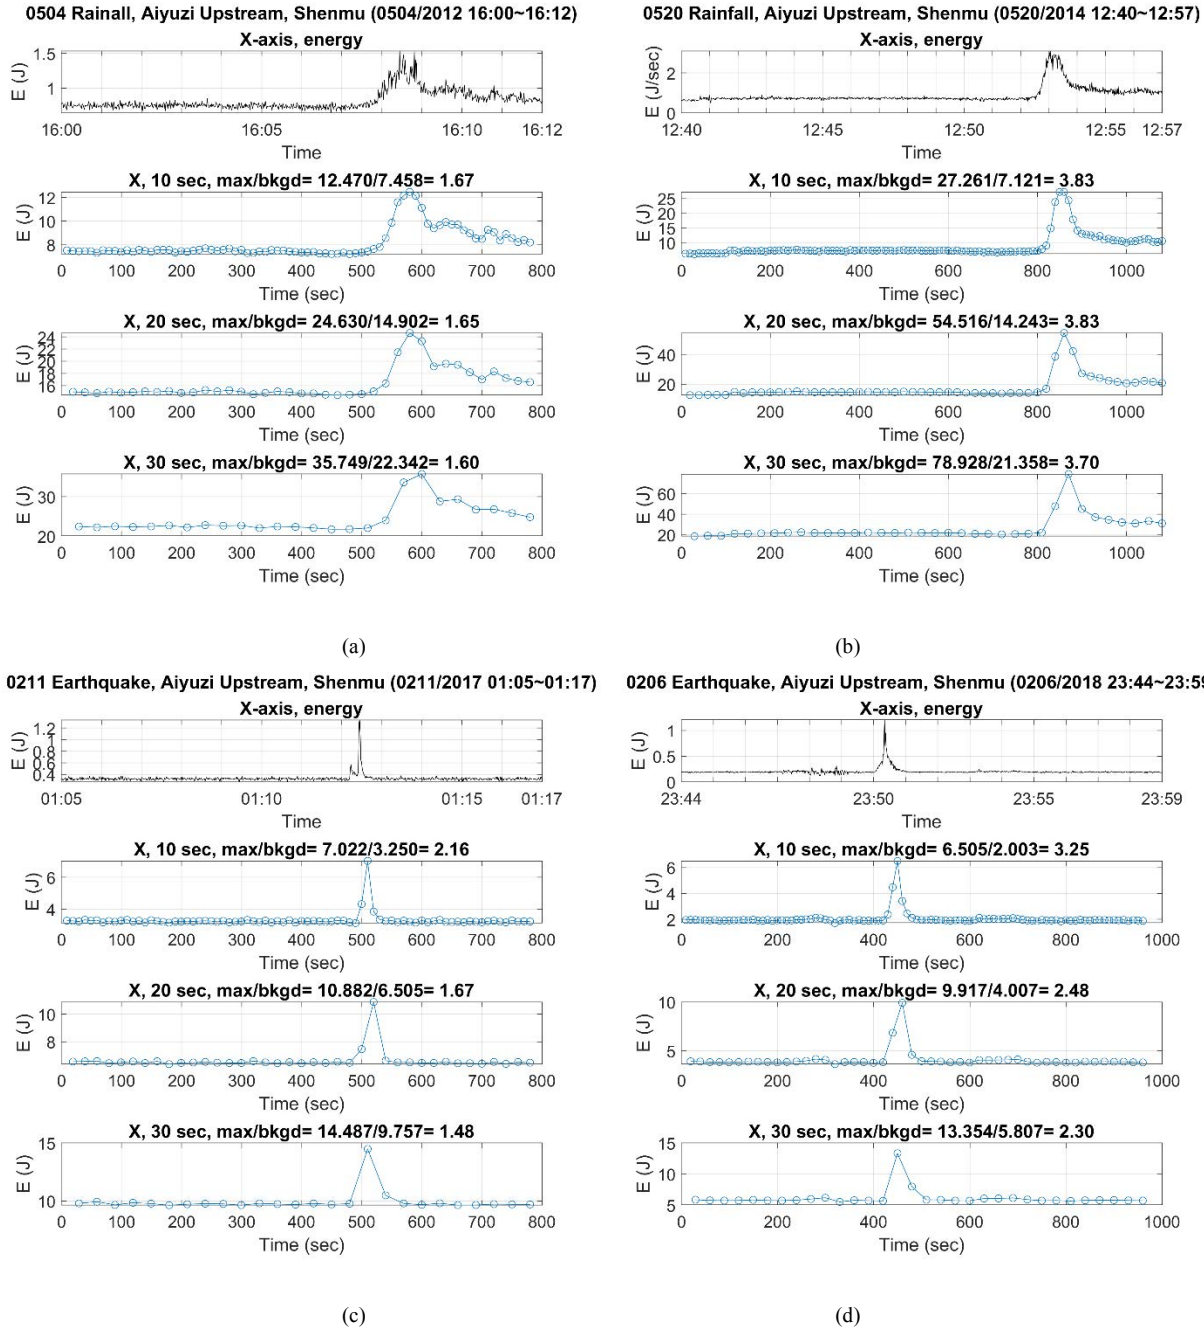 0504 Rainall, Aiyuzi Upstream, Shenmu (0504/2012 16:00~16:12)
X-axis, energy
E (J)
1.5
1
16:00 16:05 16:10 16:12
Time
X, 10 sec, max/bkgd= 12.470/7.458= 1.67
E (J)
12
10
8
0 100 200 300 400 500 600 700 800
Time (sec)
X, 20 sec, max/bkgd= 24.630/14.902= 1.65
E (J)
24
22
20
18
16
0 100 200 300 400 500 600 700 800
Time (sec)
X, 30 sec, max/bkgd= 35.749/22.342= 1.60
E (J)
30
20
0 100 200 300 400 500 600 700 800
Time (sec)
(a)
0520 Rainfall, Aiyuzi Upstream, Shenmu (0520/2014 12:40~12:57)
X-axis, energy
E (J/sec)
2
0
12:40 12:45 12:50 12:55 12:57
Time
X, 10 sec, max/bkgd= 27.261/7.121= 3.83
E (J)
25
20
15
10
0 200 400 600 800 1000
Time (sec)
X, 20 sec, max/bkgd= 54.516/14.243= 3.83
E (J)
40
20
0 200 400 600 800 1000
Time (sec)
X, 30 sec, max/bkgd= 78.928/21.358= 3.70
E (J)
60
40
20
0 200 400 600 800 1000
Time (sec)
(b)
0211 Earthquake, Aiyuzi Upstream, Shenmu (0211/2017 01:05~01:17)
X-axis, energy
E (J)
1.2
1
0.8
0.6
0.4
01:05 01:10 01:15 01:17
Time
X, 10 sec, max/bkgd= 7.022/3.250= 2.16
E (J)
6
4
0 100 200 300 400 500 600 700 800
Time (sec)
X, 20 sec, max/bkgd= 10.882/6.505= 1.67
E (J)
10
8
0 100 200 300 400 500 600 700 800
Time (sec)
X, 30 sec, max/bkgd= 14.487/9.757= 1.48
E (J)
15
10
0 100 200 300 400 500 600 700 800
Time (sec)
(c)
0206 Earthquake, Aiyuzi Upstream, Shenmu (0206/2018 23:44~23:59
X-axis, energy
E (J)
1
0.5
0
23:44 23:50 23:55 23:59
Time
X, 10 sec, max/bkgd= 6.505/2.003= 3.25
E (J)
6
4
2
0 200 400 600 800 1000
Time (sec)
X, 20 sec, max/bkgd= 9.917/4.007= 2.48
E (J)
10
5
0 200 400 600 800 1000
Time (sec)
X, 30 sec, max/bkgd= 13.354/5.807= 2.30
E (J)
15
10
5
0 200 400 600 800 1000
Time (sec)
(d)